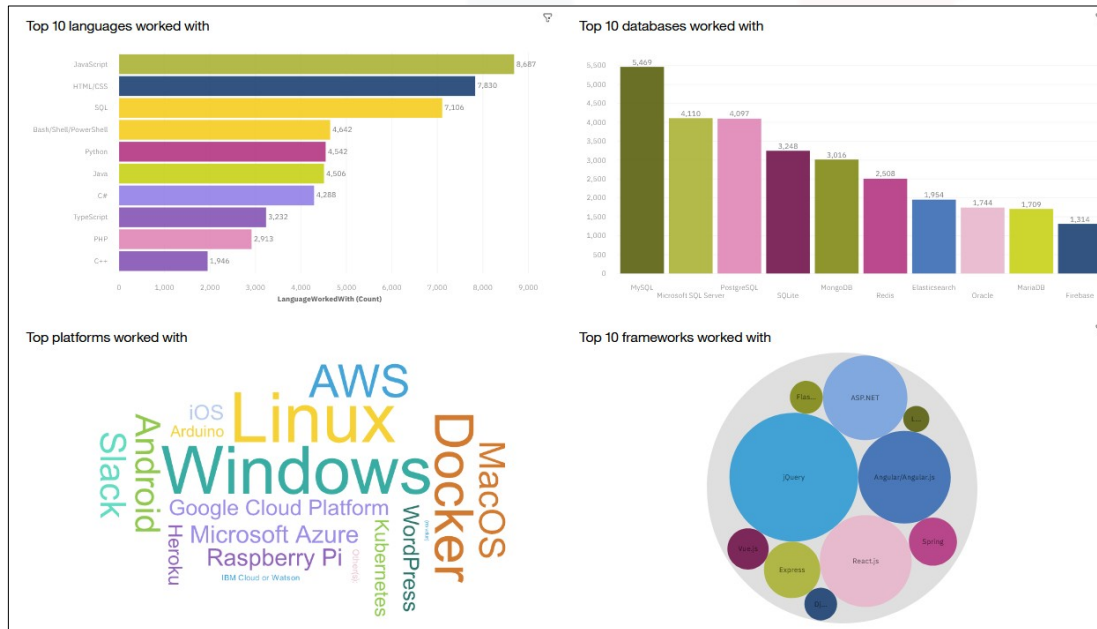 Top 10 languages worked with
JavaScript
8,687
HTML/CSS
7,830
SQL
7,106
Bash/Shell/PowerShell
4,642
Python
4,542
Java
4,506
C#
4,288
TypeScript
3,232
PHP
2,913
C++
1,946
0 1,000 2,000 3,000 4,000 5,000 6,000 7,000 8,000 9,000
LanguageWorkedWith (Count)
Top 10 databases worked with
5,500
5,000
4,500
4,000
3,500
3,000
2,500
2,000
1,500
1,000
500
0
5,469
4,110
4,097
3,248
3,016
2,508
1,954
1,744
1,709
1,314
MySQL
Microsoft SQL Server
PostgreSQL
SQLite
MongoDB
Redis
Elasticsearch
Oracle
MariaDB
Firebase
Top platforms worked with
AWS
iOS
Linux
Arduino
Android
Slack
Windows
Docker
MacOS
Google Cloud Platform
Microsoft Azure
Heroku
Raspberry Pi
Kubernetes
WordPress
IBM Cloud or Watson
Top 10 frameworks worked with
Flas...
ASP.NET
L...
jQuery
Angular/Angular.js
Vue.js
Express
React.js
Spring
Dj...